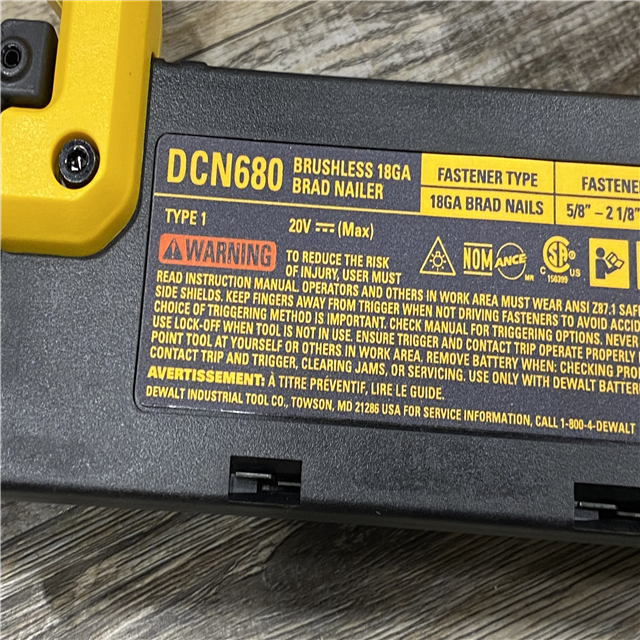 DCN680 BRUSHLESS 18GA
BRAD NAILER
FASTENER TYPE
FASTENER
18GA BRAD NAILS
5/8" – 2 1/8"
TYPE 1
20V (Max)
WARNING
TO REDUCE THE RISK
OF INJURY, USER MUST
NOM
ANCE
MR
SA
C US
150399
READ INSTRUCTION MANUAL OPERATORS AND OTHERS IN WORK AREA MUST WEAR ANSI Z87.1
SIDE SHIELDS. KEEP FINGERS AWAY FROM TRIGGER WHEN NOT DRIVING FASTENERS TO AVOID
CHOICE OF TRIGGERING METHOD IS IMPORTANT. CHECK MANUAL FOR TRIGGERING OPTIONS. NEVER
USE LOCK-OFF WHEN TOOL IS NOT IN USE. ENSURE TRIGGER AND CONTACT TRIP OPERATE PROPERLY
POINT TOOL AT YOURSELF OR OTHERS IN WORK AREA. REMOVE BATTERY WHEN: CHECKING
CONTACT TRIP AND TRIGGER, CLEARING JAMS, OR SERVICING. USE ONLY WITH DEWALT
AVERTISSEMENT: À TITRE PRÉVENTIF, LIRE LE GUIDE.
DEWALT INDUSTRIAL TOOL CO., TOWSON, MD 21286 USA FOR SERVICE INFORMATION, CALL 1-800-4-DEWALT